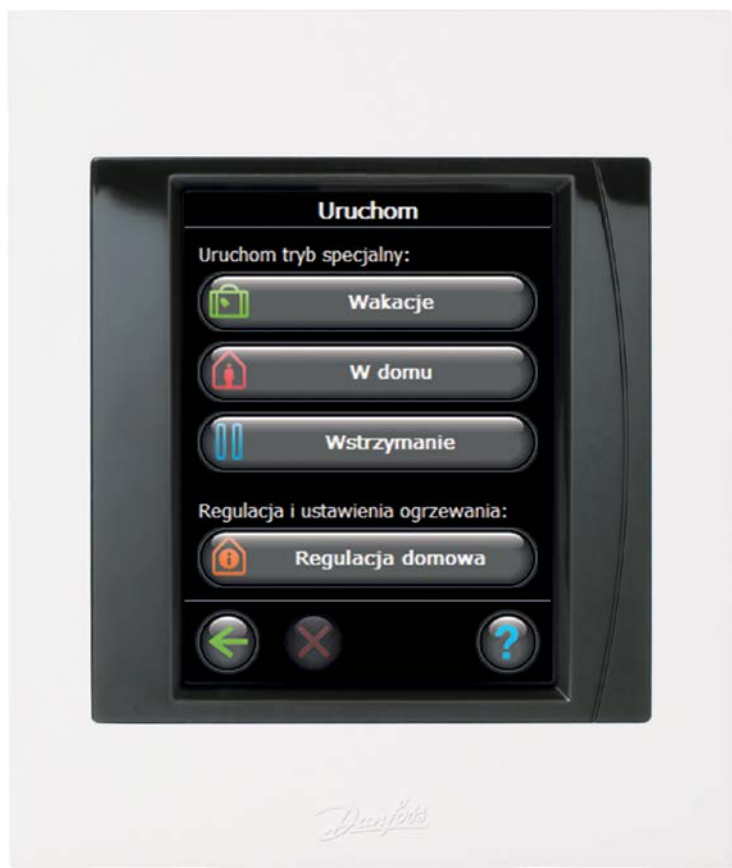 Uruchom
Uruchom tryb specjalny:
Wakacje
W domu
Wstrzymanie
Regulacja i ustawienia ogrzewania:
Regulacja domowa
?
Danfoss